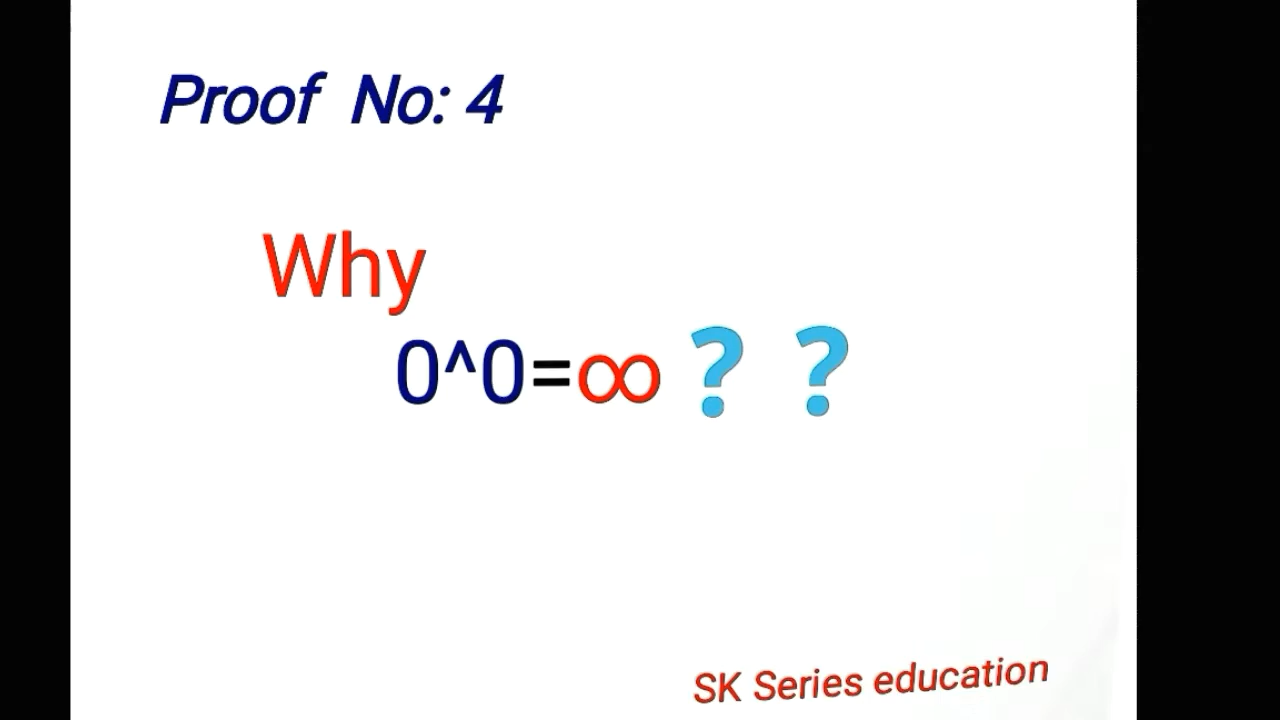 Proof No: 4
Why
0^0=∞ ? ?
SK Series education